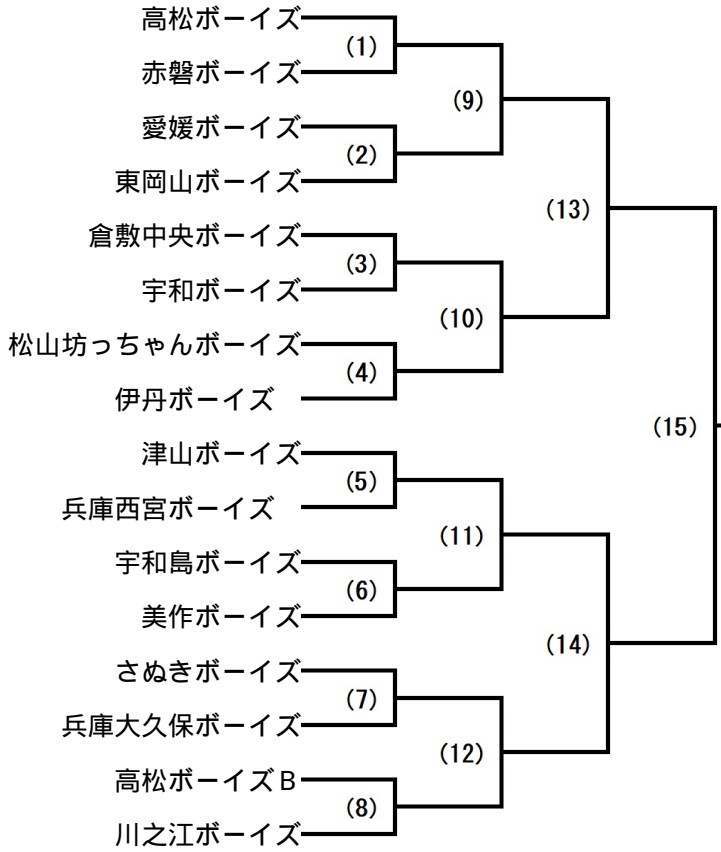 高松ボーイズ
(1)
赤磐ボーイズ
(9)
愛媛ボーイズ
(2)
東岡山ボーイズ
(13)
倉敷中央ボーイズ
(3)
宇和ボーイズ
(10)
松山坊っちゃんボーイズ
(4)
伊丹ボーイズ
(15)
津山ボーイズ
(5)
兵庫西宮ボーイズ
(11)
宇和島ボーイズ
(6)
美作ボーイズ
(14)
さぬきボーイズ
(7)
兵庫大久保ボーイズ
(12)
高松ボーイズB
(8)
川之江ボーイズ